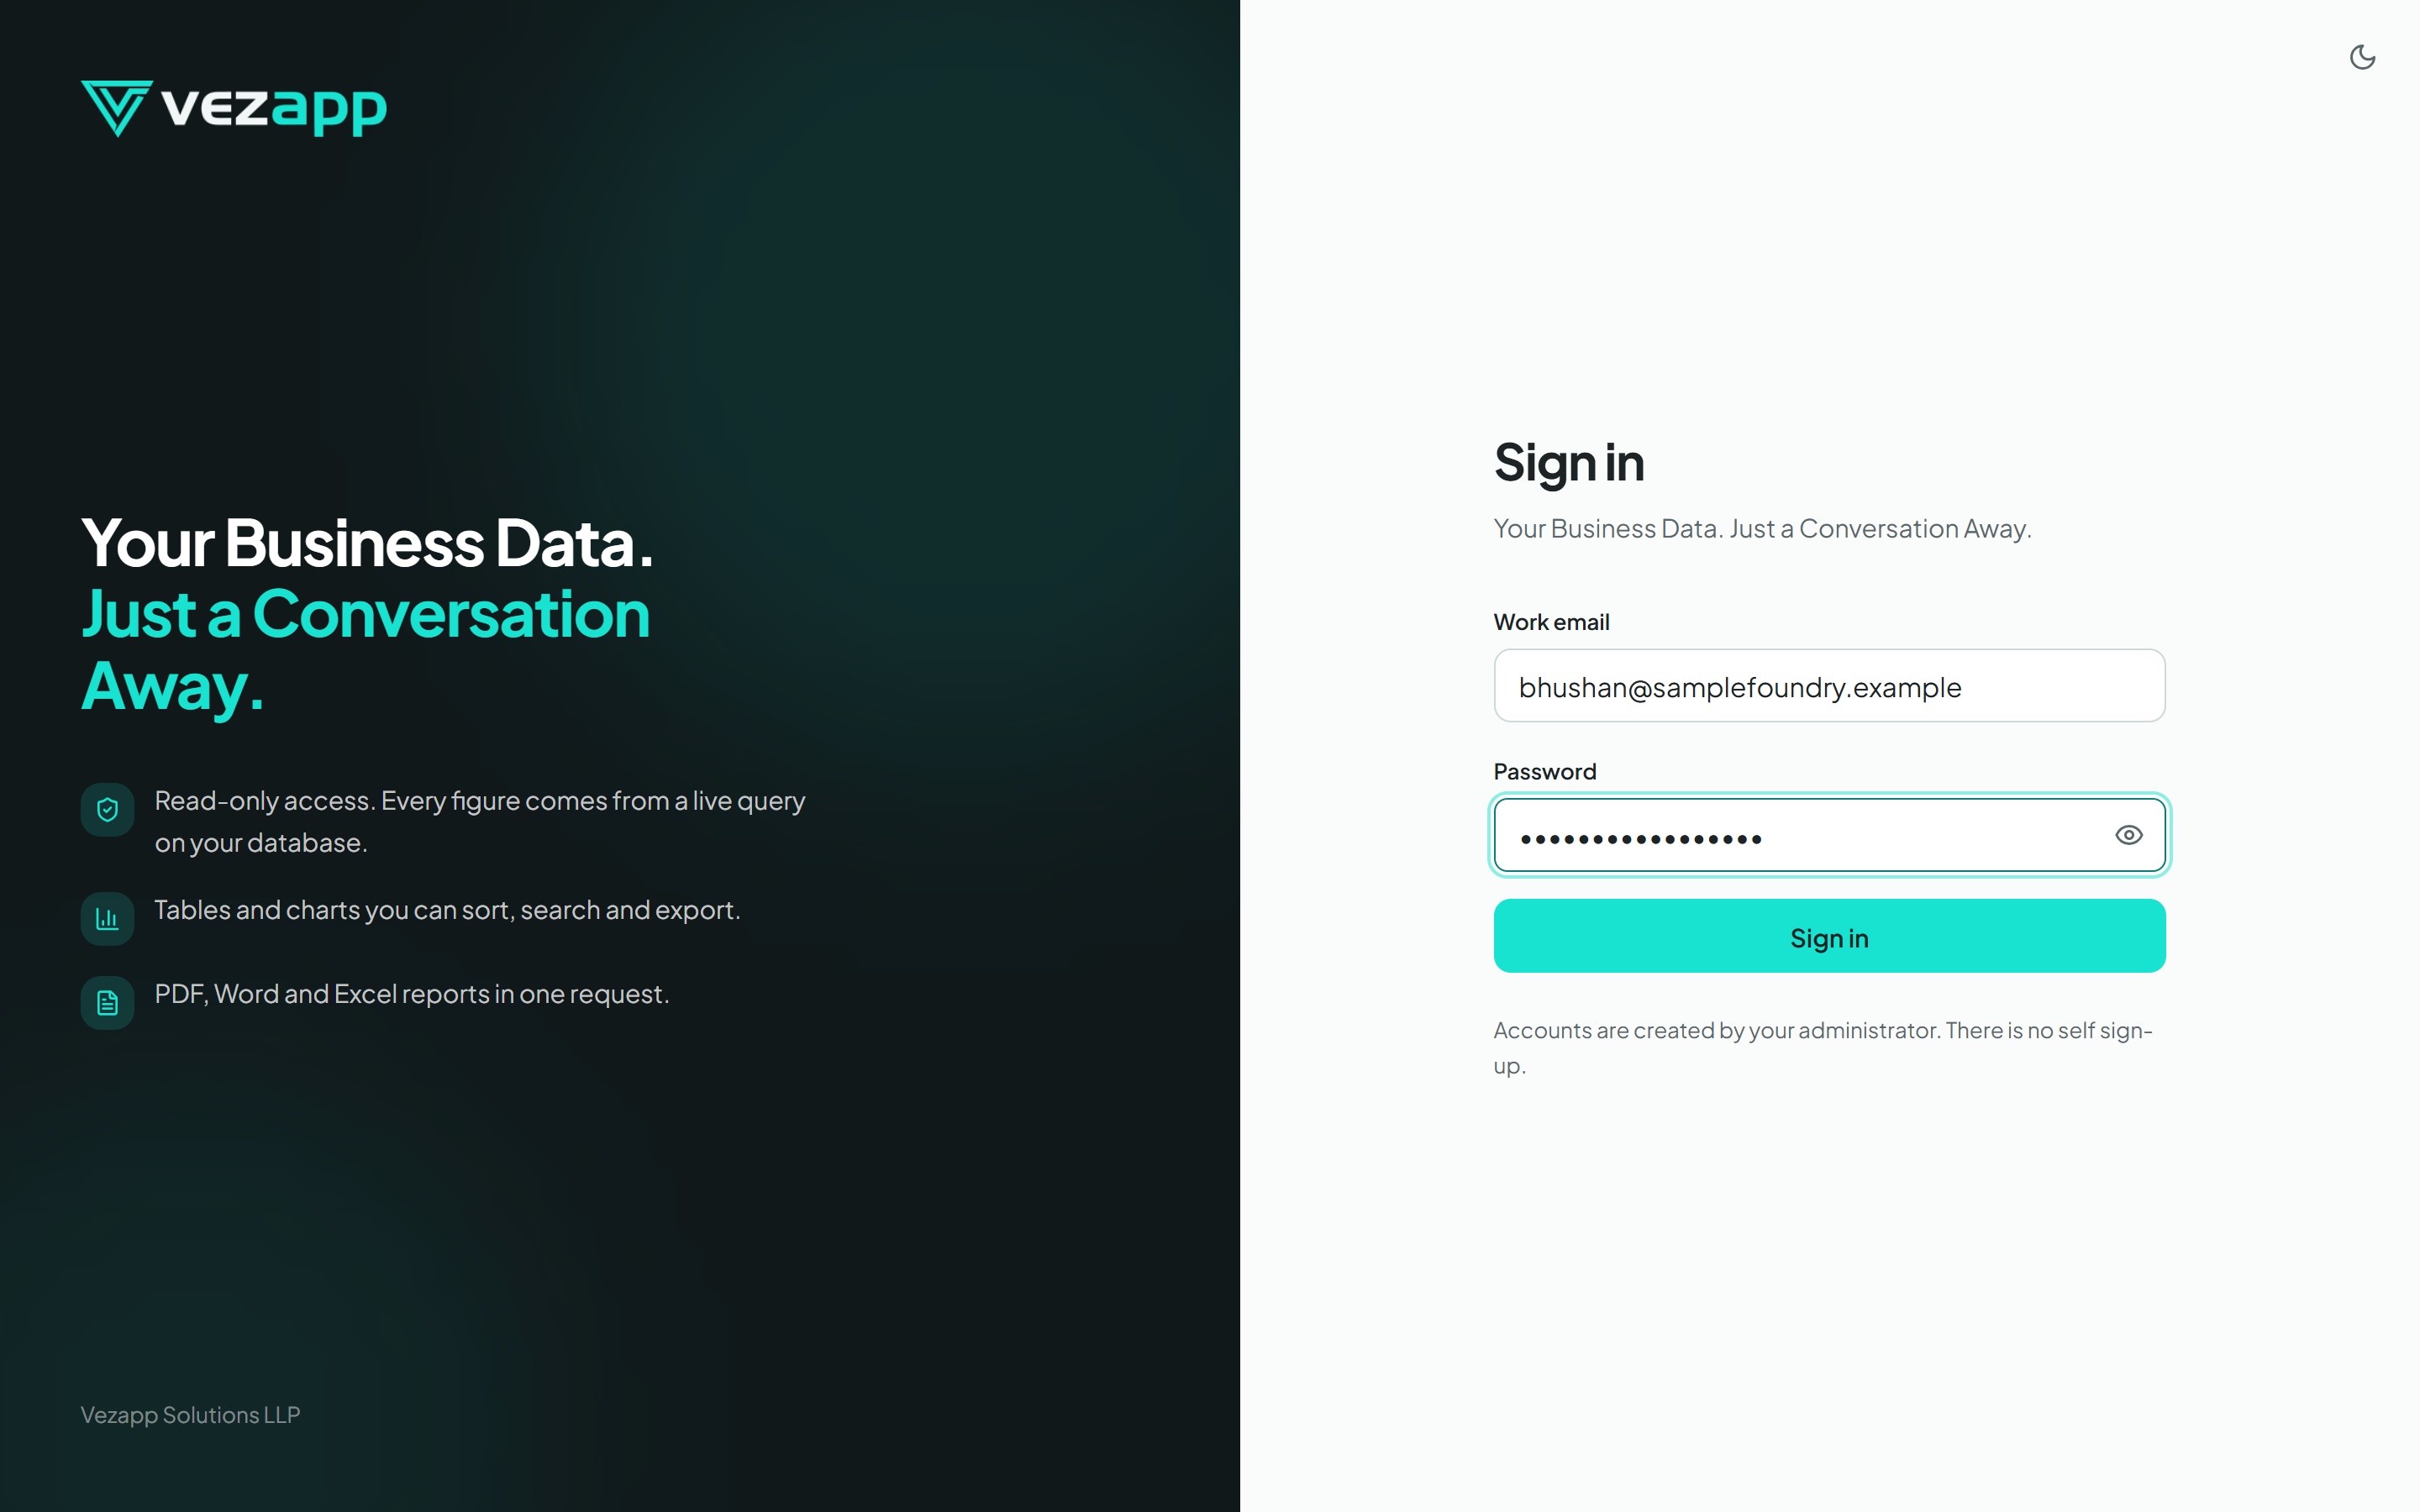 vezapp
Your Business Data.
Just a Conversation
Away.
Read-only access. Every figure comes from a live query
on your database.
Tables and charts you can sort, search and export.
PDF, Word and Excel reports in one request.
Vezapp Solutions LLP
Sign in
Your Business Data. Just a Conversation Away.
Work email
bhushan@samplefoundry.example
Password
•••••••••••••••••
Sign in
Accounts are created by your administrator. There is no self sign-
up.